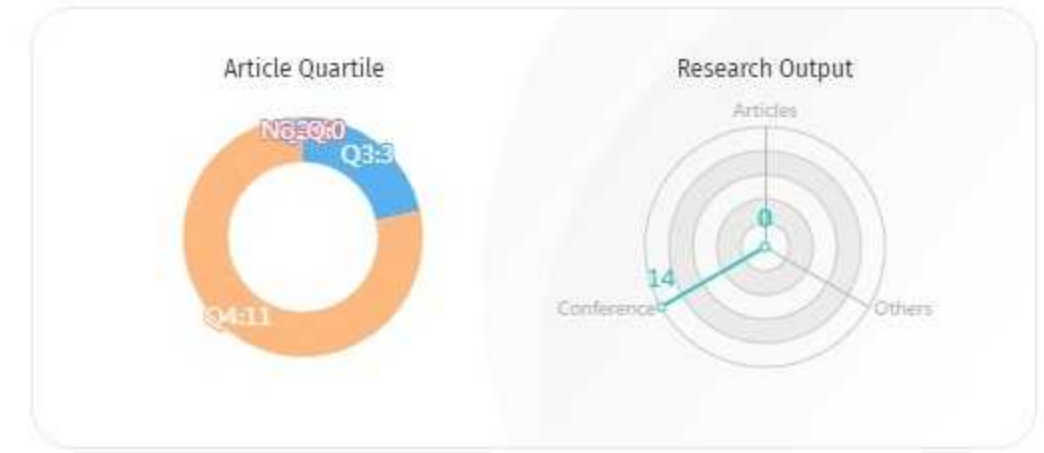 Article Quartile
Q3:3
Q4:11
Research Output
Articles
0
14
Conference
Others